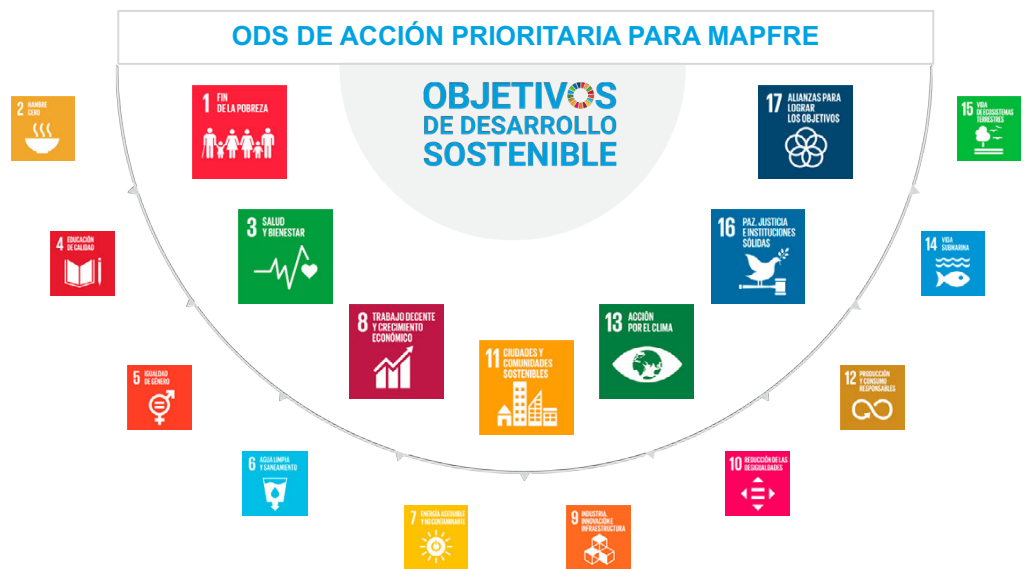 ODS DE ACCIÓN PRIORITARIA PARA MAPFRE
OBJETIVOS
DE DESARROLLO
SOSTENIBLE
1 FIN
DE LA POBREZA
17 ALIANZAS PARA
LOGRAR
LOS OBJETIVOS
2 HAMBRE
CERO
15 VIDA
DE ECOSISTEMAS
TERRESTRES
3 SALUD
Y BIENESTAR
16 PAZ, JUSTICIA
E INSTITUCIONES
SÓLIDAS
4 EDUCACIÓN
DE CALIDAD
14 VIDA
SUBMARINA
8 TRABAJO DECENTE
Y CRECIMIENTO
ECONÓMICO
13 ACCIÓN
POR EL CLIMA
11 CIUDADES Y
COMUNIDADES
SOSTENIBLES
5 IGUALDAD
DE GÉNERO
12 PRODUCCIÓN
Y CONSUMO
RESPONSABLES
6 AGUA LIMPIA
Y SANEAMIENTO
10 REDUCCIÓN DE LAS
DESIGUALDADES
7 ENERGÍA ASEQUIBLE
Y NO CONTAMINANTE
9 INDUSTRIA,
INNOVACIÓN E
INFRAESTRUCTURA